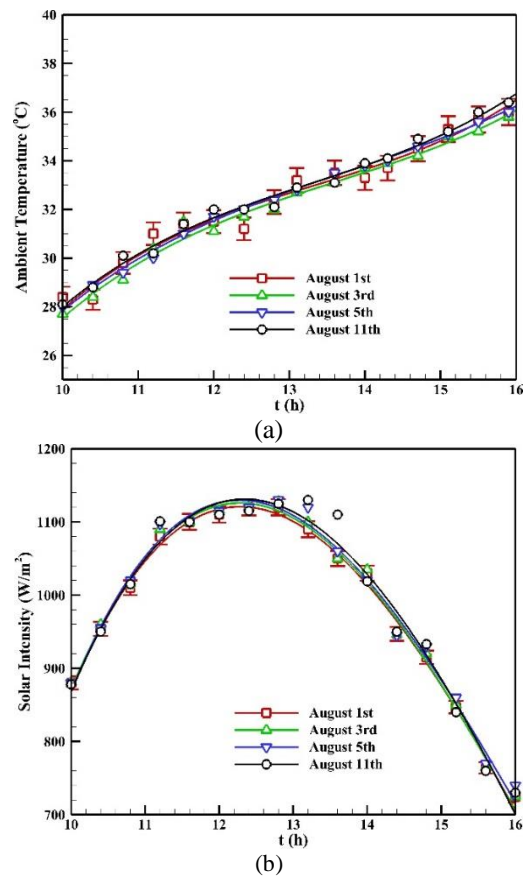 40
38
36
34
32
30
28
26
Ambient Temperature (°C)
August 1st
August 3rd
August 5th
August 11th
10 11 12 13 14 15 16
t (h)
(a)
1200
1100
1000
900
800
700
Solar Intensity (W/m²)
August 1st
August 3rd
August 5th
August 11th
10 11 12 13 14 15 16
t (h)
(b)